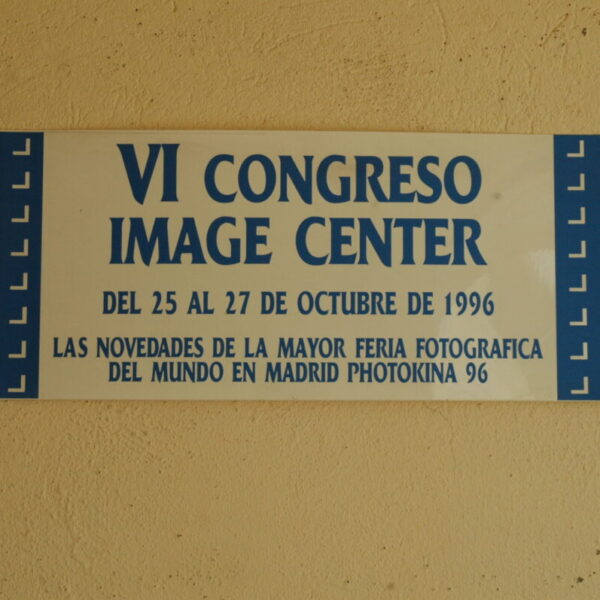 VI CONGRESO
IMAGE CENTER
DEL 25 AL 27 DE OCTUBRE DE 1996
LAS NOVEDADES DE LA MAYOR FERIA FOTOGRAFICA
DEL MUNDO EN MADRID PHOTOKINA 96